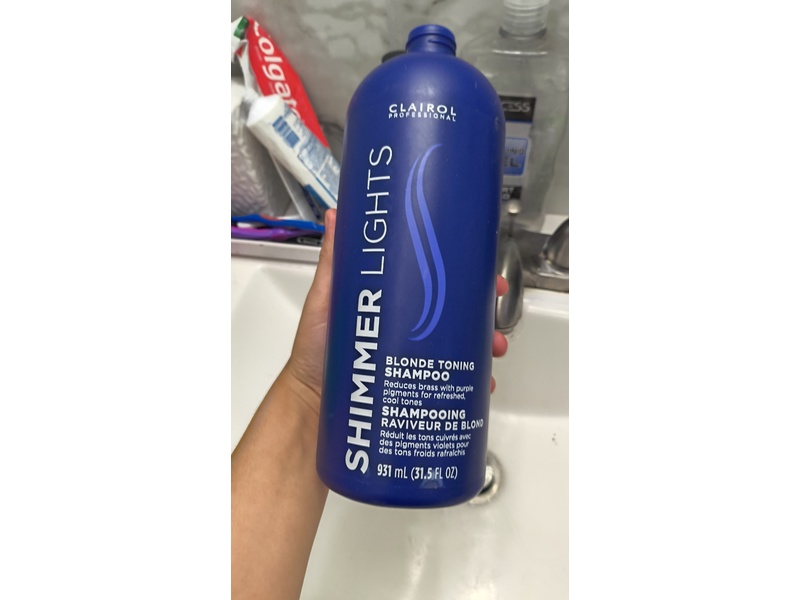 CLAIROL
PROFESSIONAL
SHIMMER LIGHTS
BLONDE TONING
SHAMPOO
Reduces brass with purple
pigments for refreshed,
cool tones
SHAMPOOING
RAVIVEUR DE BLOND
Réduit les tons cuivrés avec
des pigments violets pour
des tons froids rafraîchis
931 mL (31.5 FL OZ)
Colgate